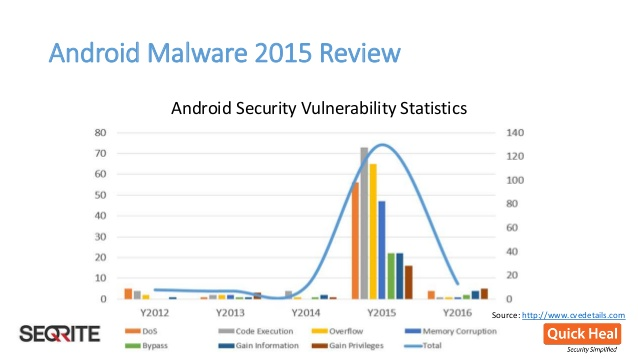 Android Malware 2015 Review
Android Security Vulnerability Statistics
80 140
70 120
60 100
50 80
40 60
30 40
20 20
10 0
0
Y2012 Y2013 Y2014 Y2015 Y2016
Source: http://www.cvedetails.com
DoS Code Execution Overflow Memory Corruption
Bypass Gain Information Gain Privileges Total
SEQRITE
Quick Heal
Security Simplified